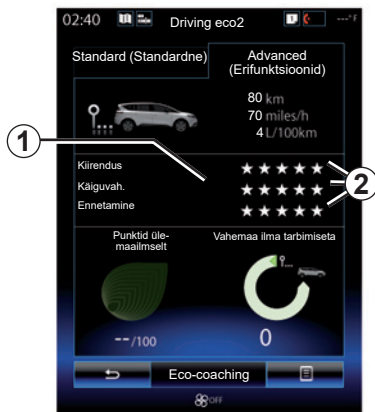 02:40 Driving eco2 1 ---°F
Standard (Standardne)
Advanced
(Erifunktsioonid)
80 km
70 miles/h
4 L/100km
1
Kiirendus
Käiguvah.
Ennetamine
2
Punktid üle-
maailmselt
Vahemaa ilma tarbimiseta
--/100
0
Eco-coaching
OFF